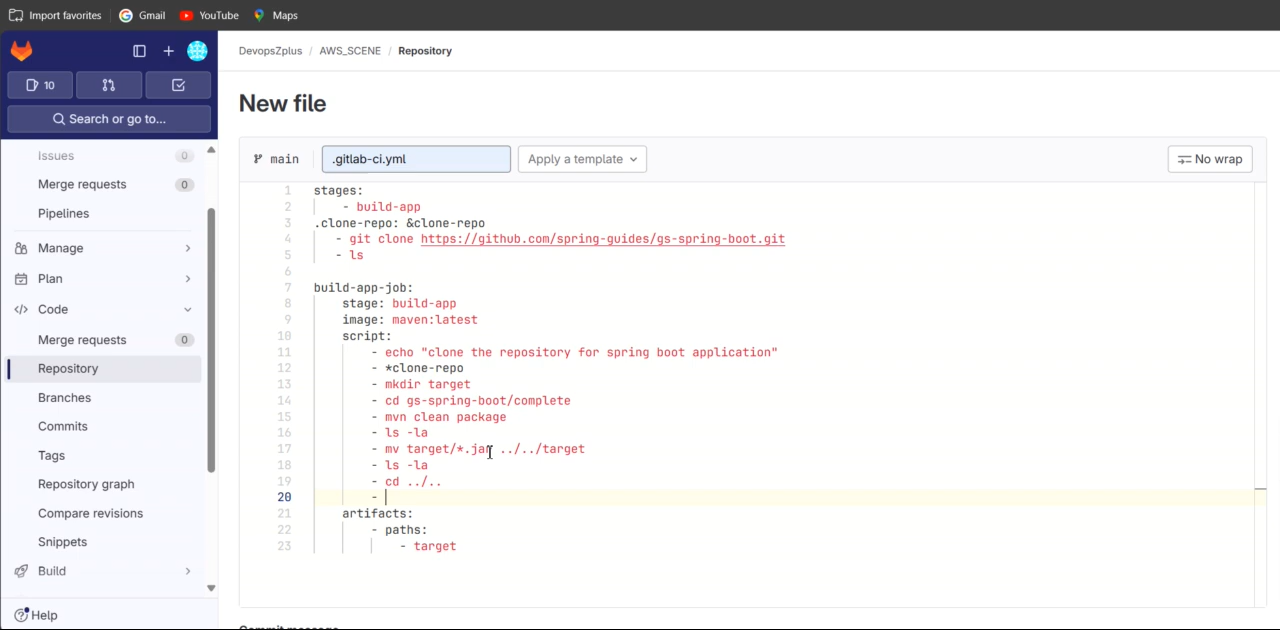 Import favorites
Gmail
YouTube
Maps
10
Search or go to...
Issues 0
Merge requests 0
Pipelines
Manage
Plan
Code
Merge requests 0
Repository
Branches
Commits
Tags
Repository graph
Compare revisions
Snippets
Build
Help
DevopsZplus / AWS_SCENE / Repository
New file
main
.gitlab-ci.yml
Apply a template
No wrap
1 stages:
2 - build-app
3 .clone-repo: &clone-repo
4 - git clone https://github.com/spring-guides/gs-spring-boot.git
5 - ls
6
7 build-app-job:
8 stage: build-app
9 image: maven:latest
10 script:
11 - echo "clone the repository for spring boot application"
12 - *clone-repo
13 - mkdir target
14 - cd gs-spring-boot/complete
15 - mvn clean package
16 - ls -la
17 - mv target/*.jar ../../target
18 - ls -la
19 - cd ../..
20 -
21 artifacts:
22 - paths:
23 - target
Commit message